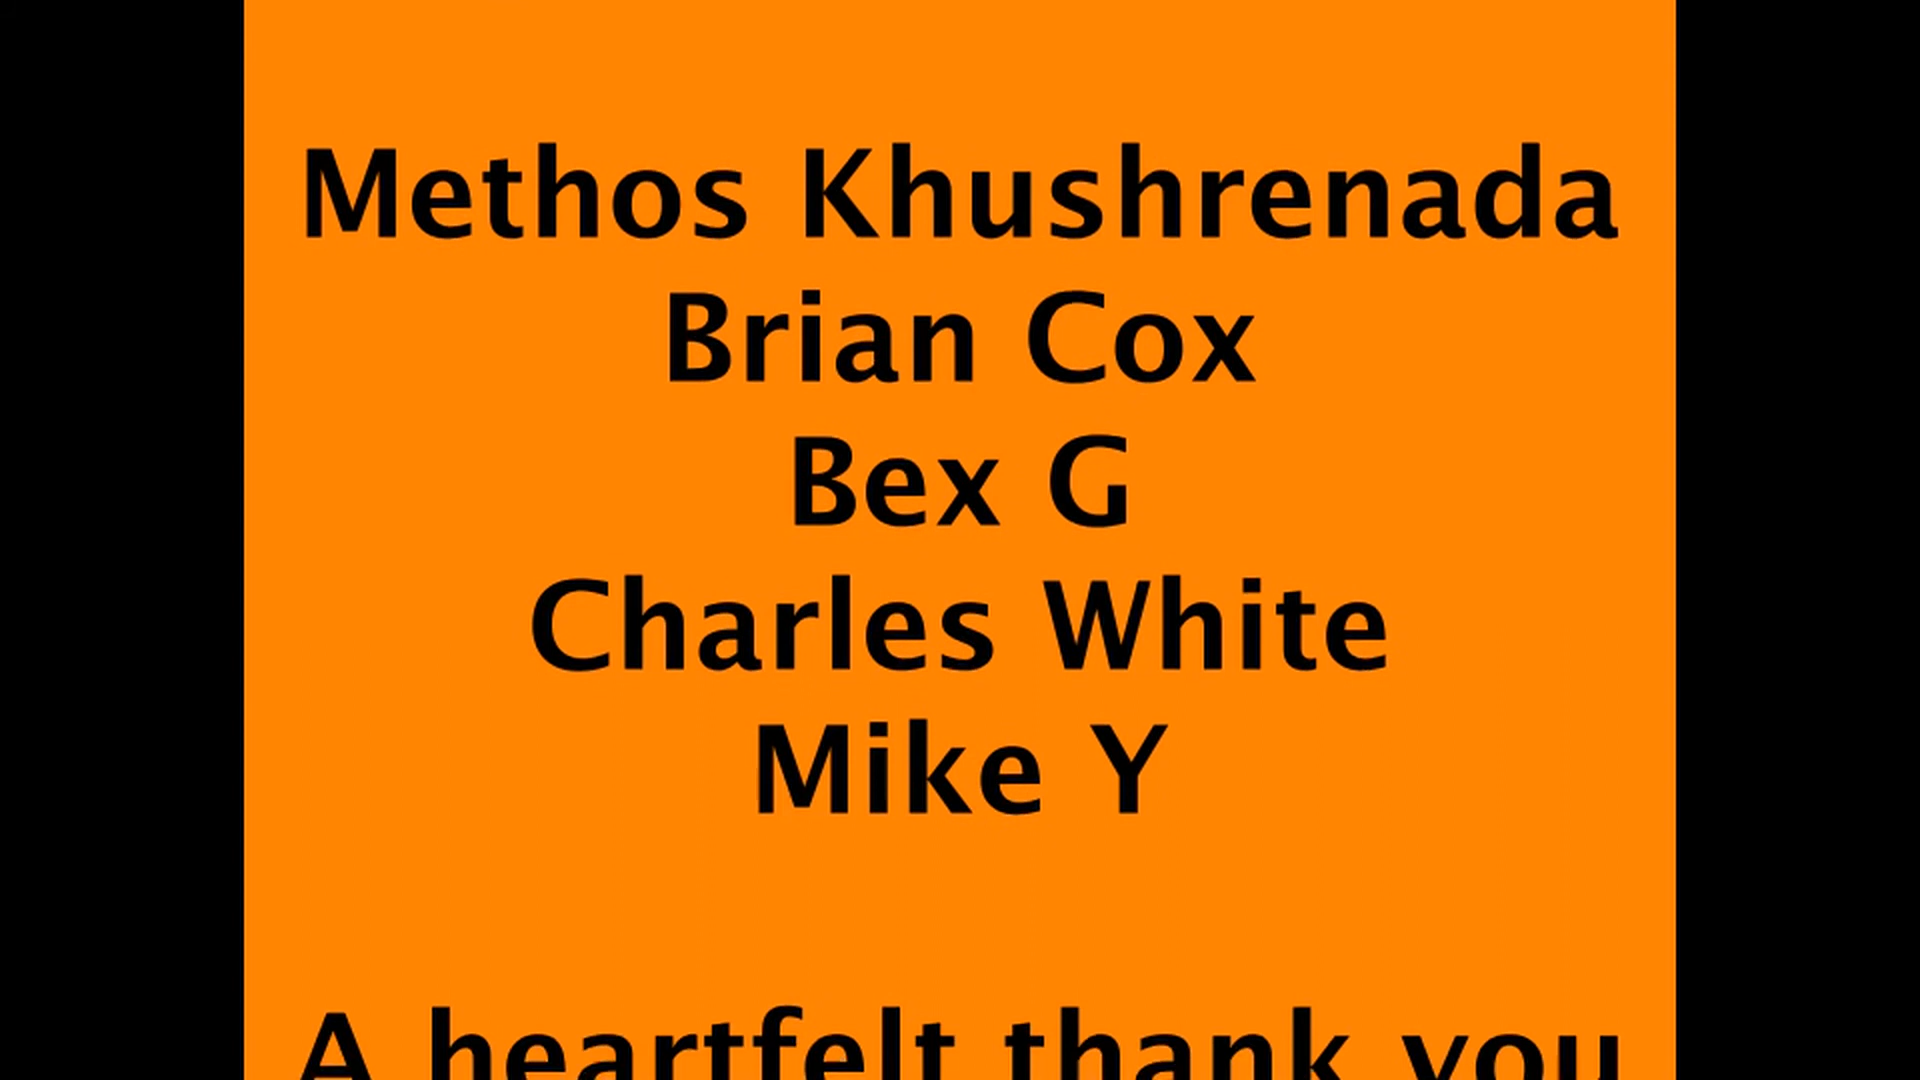 Methos Khushrenada
Brian Cox
Bex G
Charles White
Mike Y
A heartfelt thank you